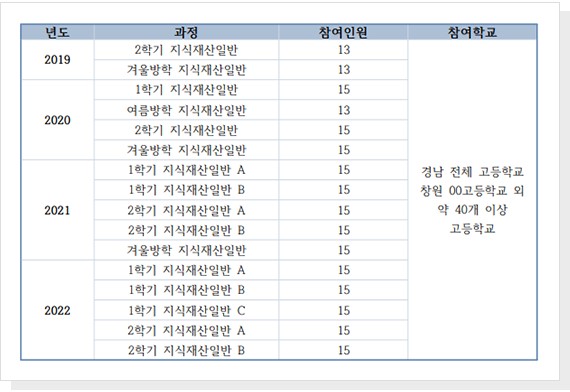 년도 과정 참여인원 참여학교
2019
2학기 지식재산일반 13
겨울방학 지식재산일반 13
2020
1학기 지식재산일반 15
여름방학 지식재산일반 13
2학기 지식재산일반 15
겨울방학 지식재산일반 15
2021
1학기 지식재산일반 A 15
1학기 지식재산일반 B 15
2학기 지식재산일반 A 15
2학기 지식재산일반 B 15
겨울방학 지식재산일반 15
2022
1학기 지식재산일반 A 15
1학기 지식재산일반 B 15
1학기 지식재산일반 C 15
2학기 지식재산일반 A 15
2학기 지식재산일반 B 15
경남 전체 고등학교
창원 00고등학교 외
약 40개 이상
고등학교